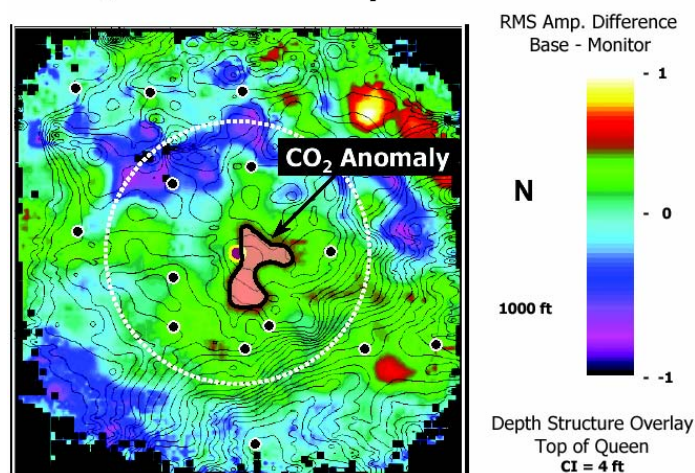 RMS Amp. Difference
Base - Monitor
- 1
CO₂ Anomaly
N
- 0
1000 ft
- -1
Depth Structure Overlay
Top of Queen
CI = 4 ft